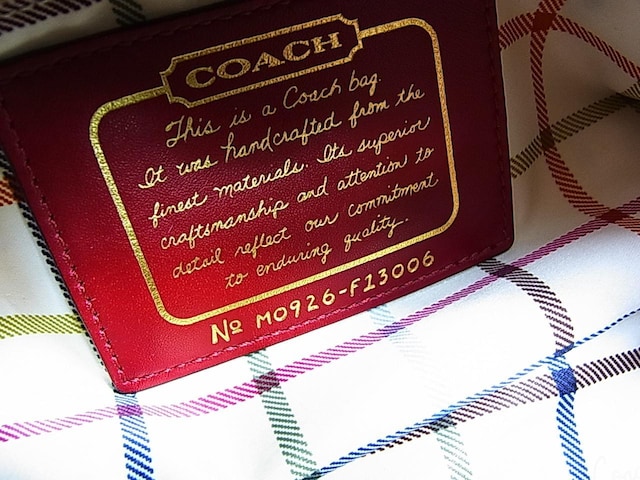 COACH
This is a Coach bag.
It was handcrafted from the
finest materials. Its superior
craftsmanship and attention to
detail reflect our commitment
to enduring quality.
Nº M0926-F13006